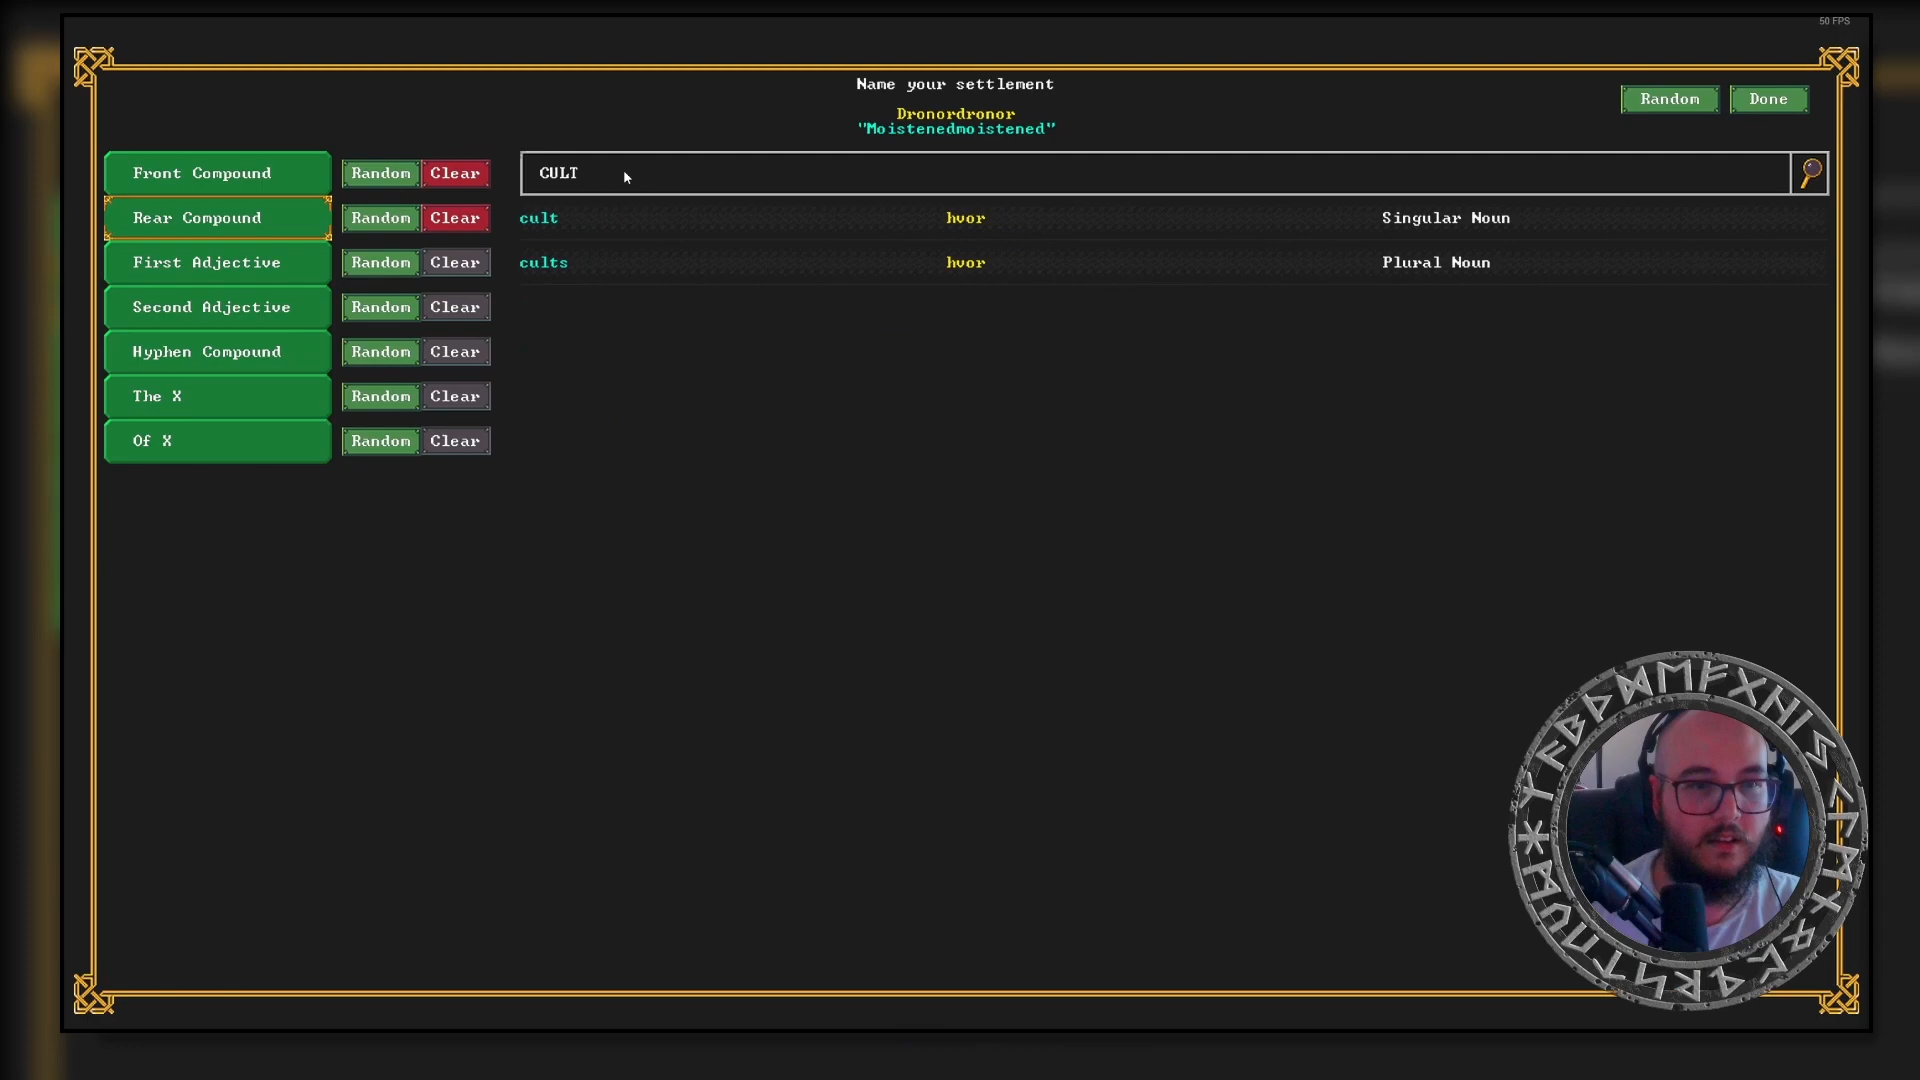 50 FPS
Name your settlement
Dronordronor
"Moistenedmoistened"
Random Done
Front Compound Random Clear CULT
Rear Compound Random Clear cult hvor Singular Noun
First Adjective Random Clear cults hvor Plural Noun
Second Adjective Random Clear
Hyphen Compound Random Clear
The X Random Clear
Of X Random Clear